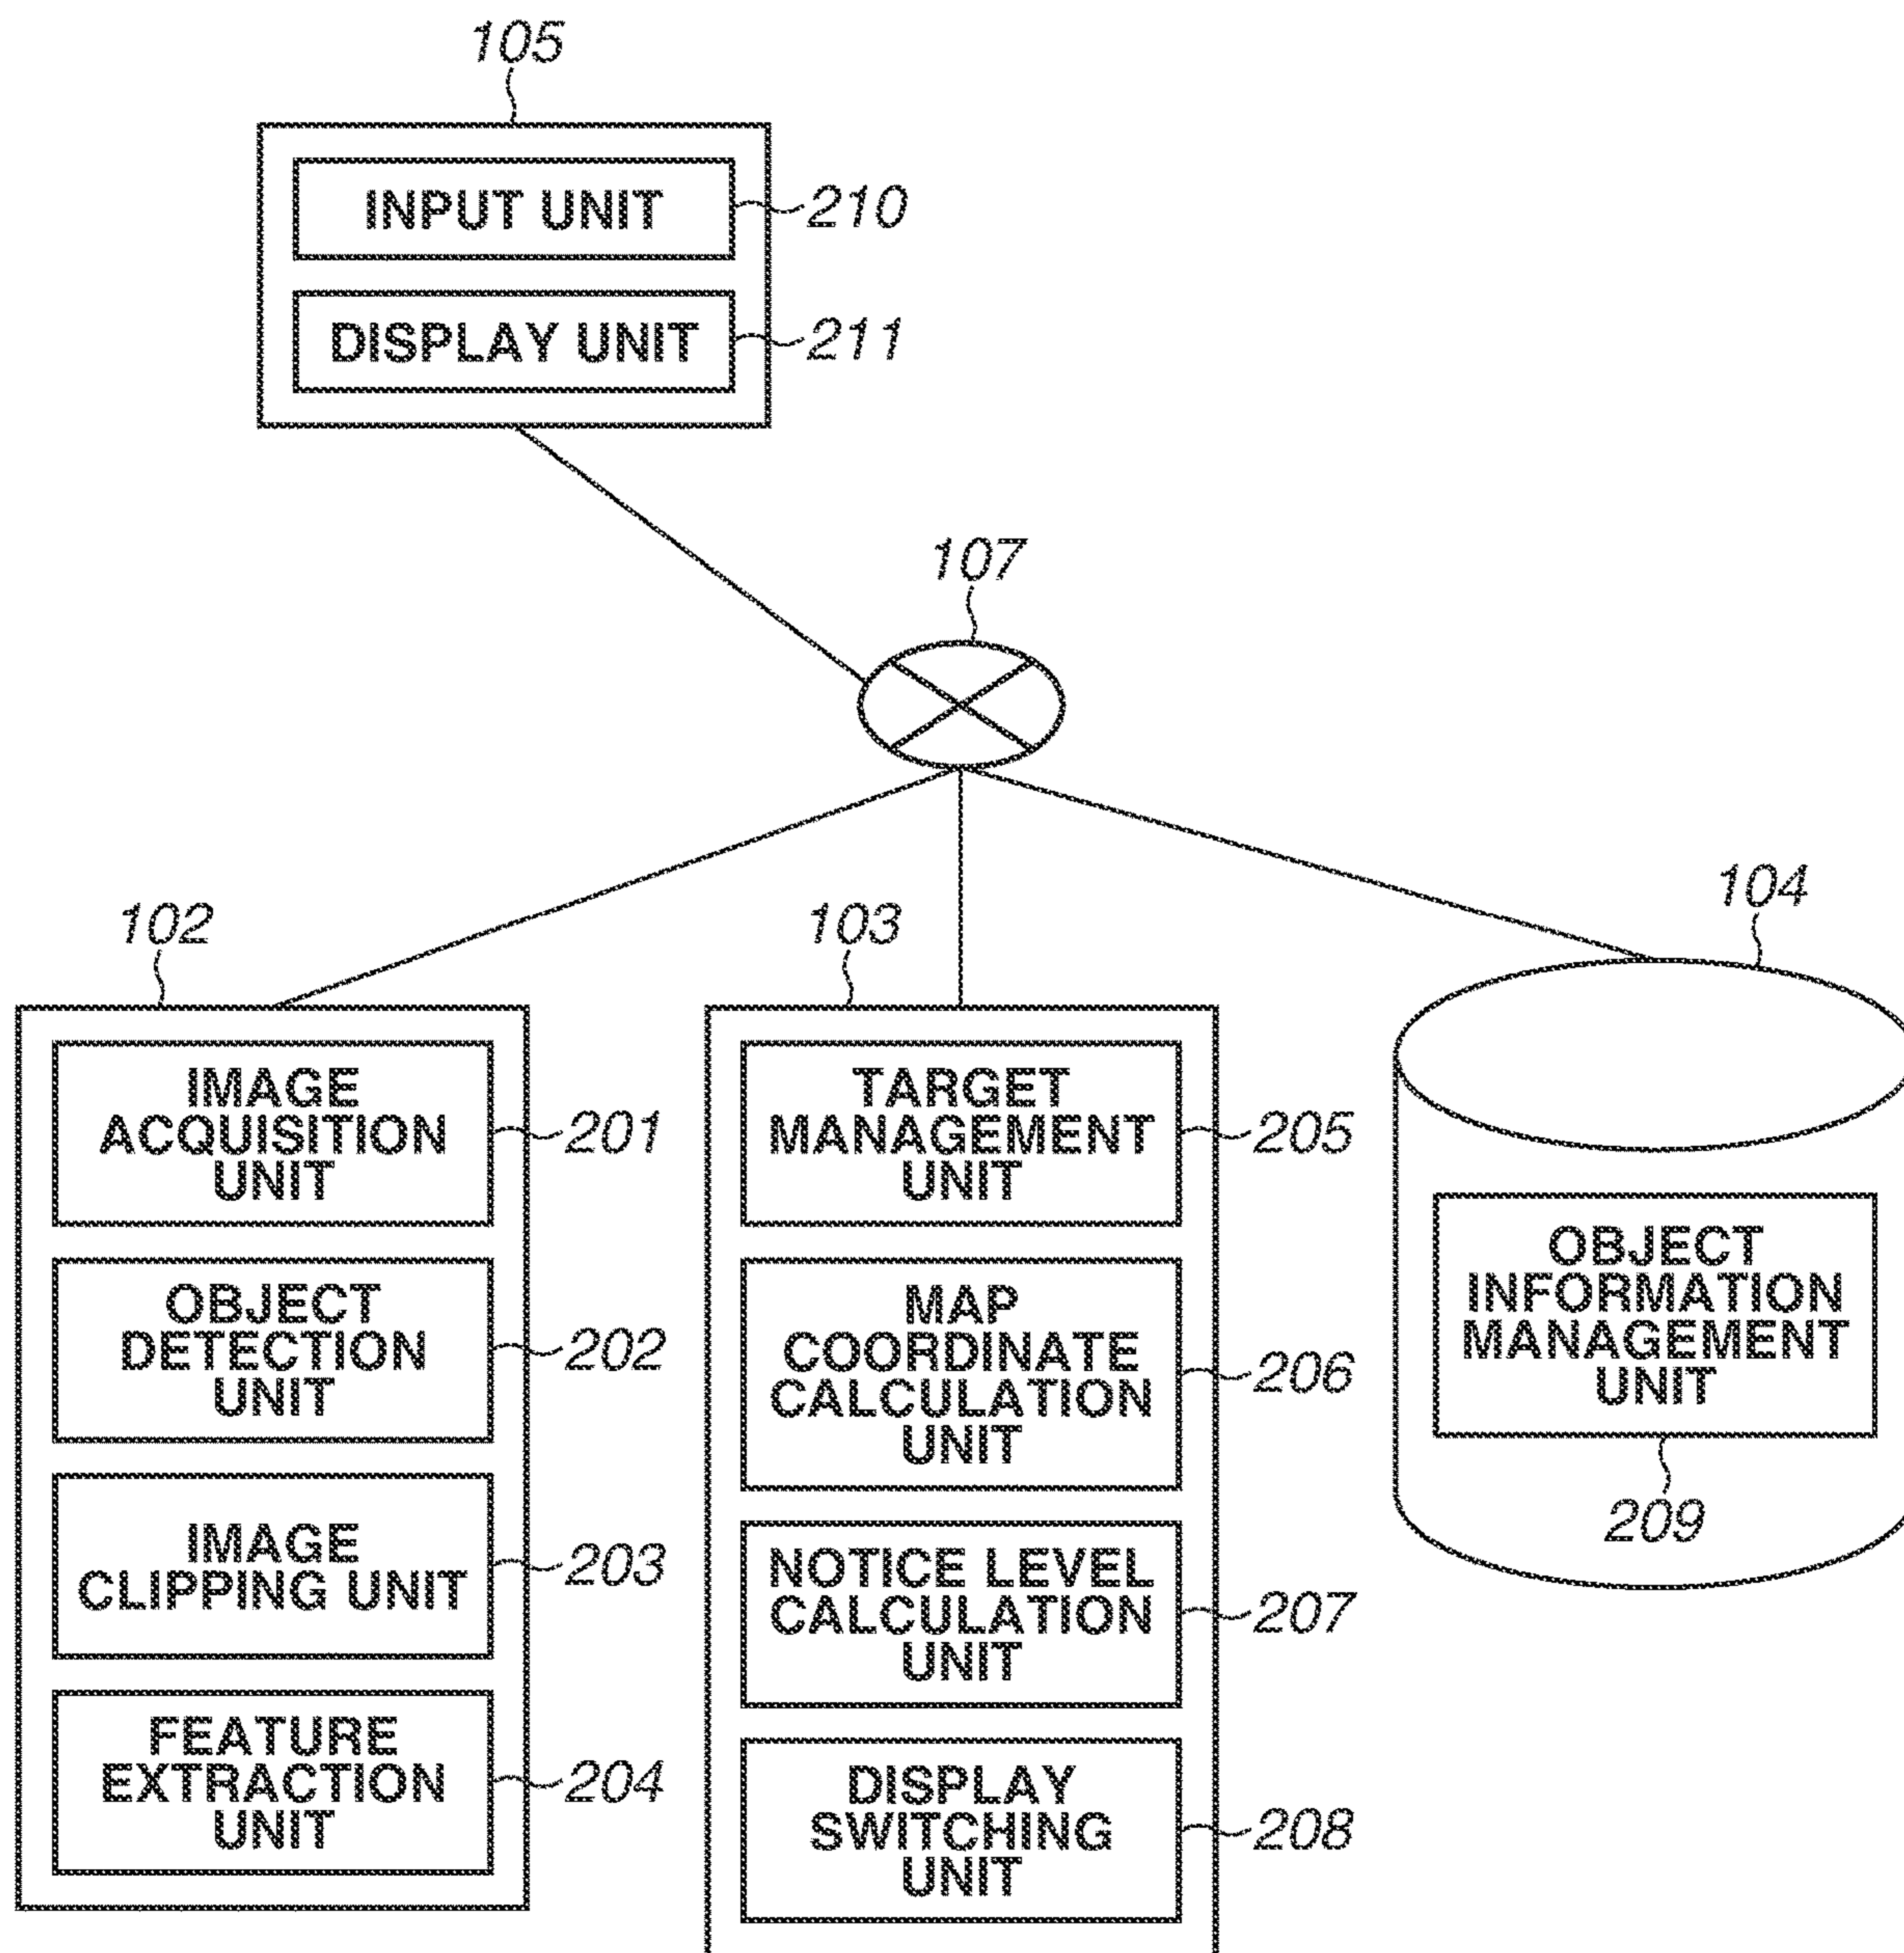 105
INPUT UNIT
210
DISPLAY UNIT
211
107
102
IMAGE
ACQUISITION
UNIT
201
OBJECT
DETECTION
UNIT
202
IMAGE
CLIPPING UNIT
203
FEATURE
EXTRACTION
UNIT
204
103
TARGET
MANAGEMENT
UNIT
205
MAP
COORDINATE
CALCULATION
UNIT
206
NOTICE LEVEL
CALCULATION
UNIT
207
DISPLAY
SWITCHING
UNIT
208
104
OBJECT
INFORMATION
MANAGEMENT
UNIT
209